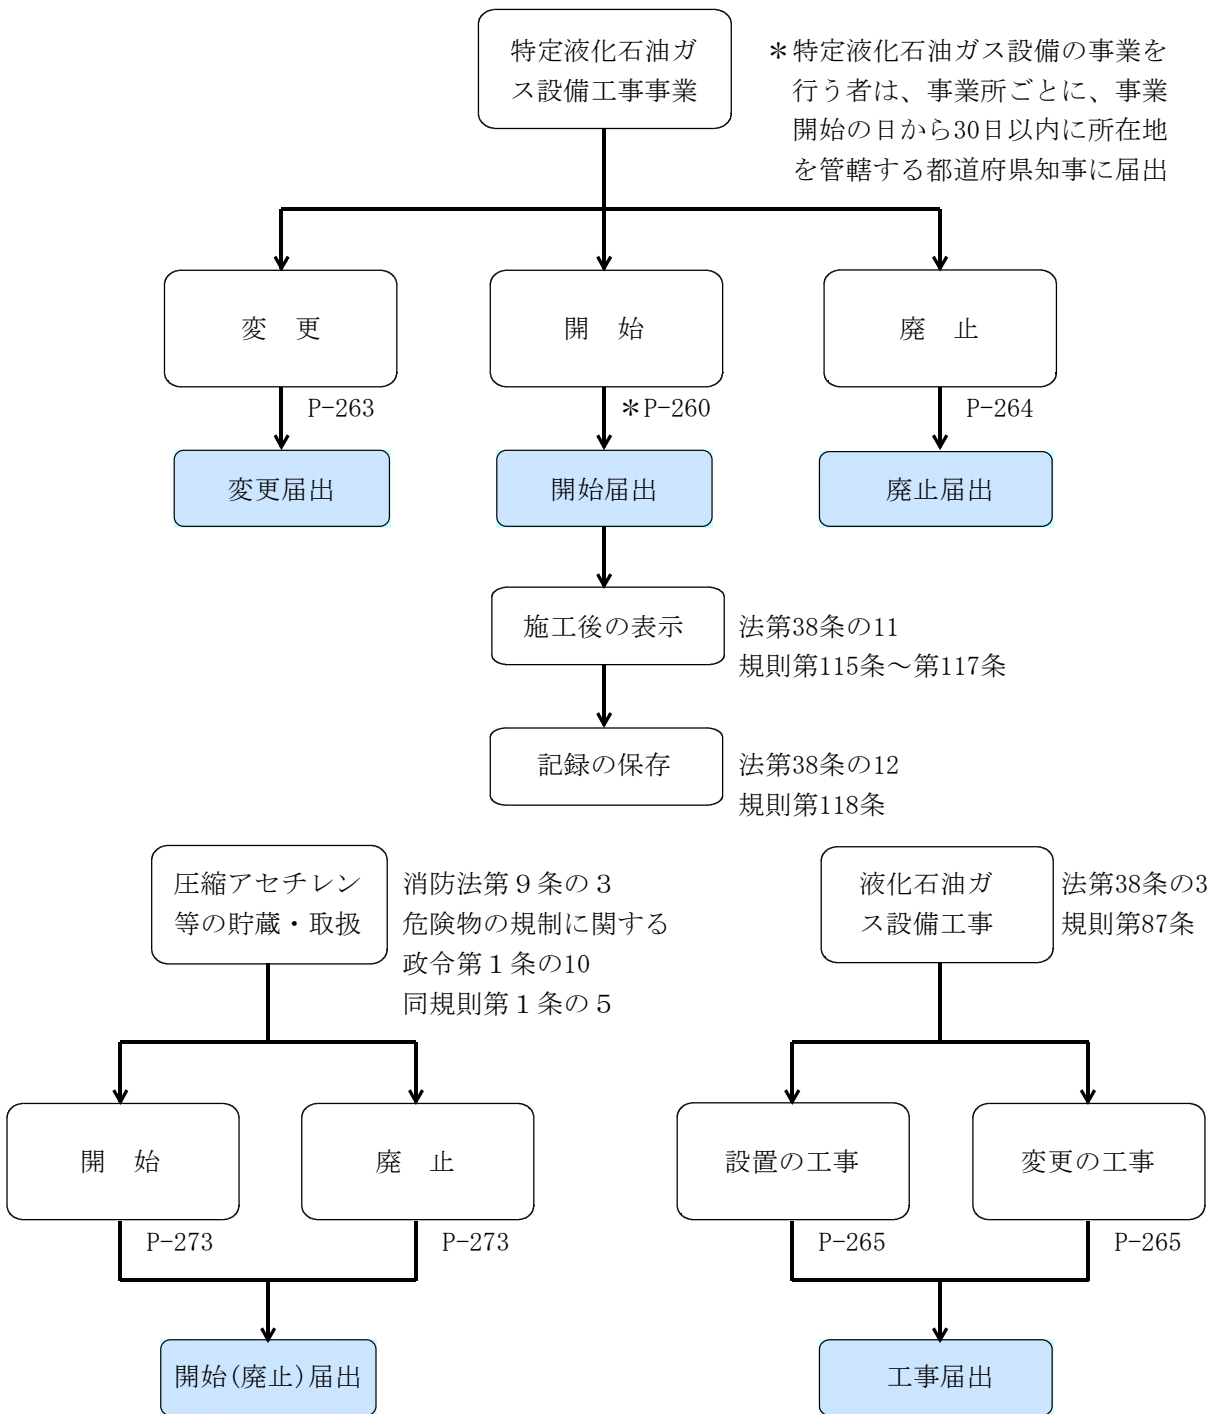 特定液化石油ガ
ス設備工事事業
＊特定液化石油ガス設備の事業を
行う者は、事業所ごとに、事業
開始の日から30日以内に所在地
を管轄する都道府県知事に届出
変　更
開　始
廃　止
P-263
＊P-260
P-264
変更届出
開始届出
廃止届出
施工後の表示
法第38条の11
規則第115条～第117条
記録の保存
法第38条の12
規則第118条
圧縮アセチレン
等の貯蔵・取扱
消防法第９条の３
危険物の規制に関する
政令第１条の10
同規則第１条の５
液化石油ガ
ス設備工事
法第38条の3
規則第87条
開　始
廃　止
設置の工事
変更の工事
P-273
P-273
P-265
P-265
開始(廃止)届出
工事届出